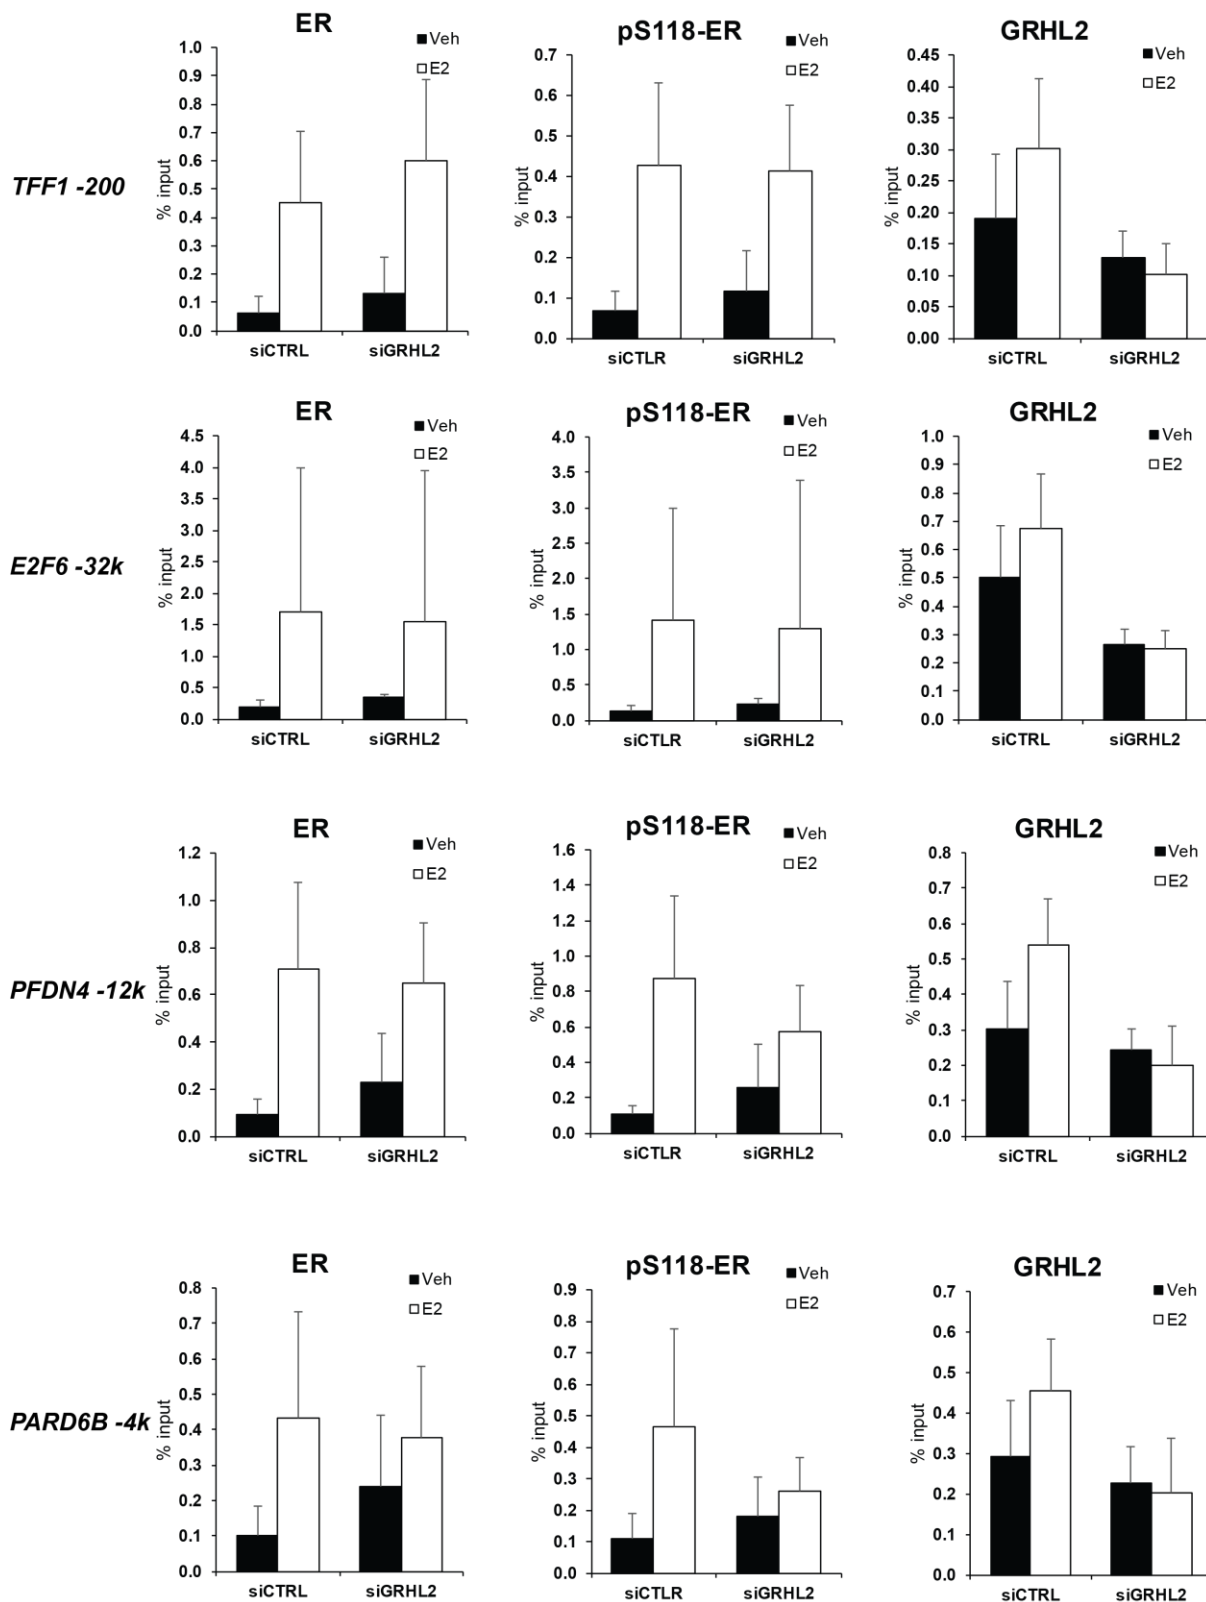 ER
Veh
E2
1.0
0.9
0.8
0.7
0.6
0.5
0.4
0.3
0.2
0.1
0.0
% input
siCTRL siGRHL2
pS118-ER
Veh
E2
0.7
0.6
0.5
0.4
0.3
0.2
0.1
0.0
% input
siCTLR siGRHL2
GRHL2
Veh
E2
0.45
0.40
0.35
0.30
0.25
0.20
0.15
0.10
0.05
0.00
% input
siCTRL siGRHL2
TFF1 -200
ER
Veh
E2
4.5
4.0
3.5
3.0
2.5
2.0
1.5
1.0
0.5
0.0
% input
siCTRL siGRHL2
pS118-ER
Veh
E2
4.0
3.5
3.0
2.5
2.0
1.5
1.0
0.5
0.0
% input
siCTLR siGRHL2
GRHL2
Veh
E2
1.0
0.9
0.8
0.7
0.6
0.5
0.4
0.3
0.2
0.1
0.0
% input
siCTRL siGRHL2
E2F6 -32k
ER
Veh
E2
1.2
1.0
0.8
0.6
0.4
0.2
0.0
% input
siCTRL siGRHL2
pS118-ER
Veh
E2
1.6
1.4
1.2
1.0
0.8
0.6
0.4
0.2
0.0
% input
siCTLR siGRHL2
GRHL2
Veh
E2
0.8
0.7
0.6
0.5
0.4
0.3
0.2
0.1
0.0
% input
siCTRL siGRHL2
PFDN4 -12k
ER
Veh
E2
0.8
0.7
0.6
0.5
0.4
0.3
0.2
0.1
0.0
% input
siCTRL siGRHL2
pS118-ER
Veh
E2
0.9
0.8
0.7
0.6
0.5
0.4
0.3
0.2
0.1
0.0
% input
siCTLR siGRHL2
GRHL2
Veh
E2
0.7
0.6
0.5
0.4
0.3
0.2
0.1
0.0
% input
siCTRL siGRHL2
PARD6B -4k